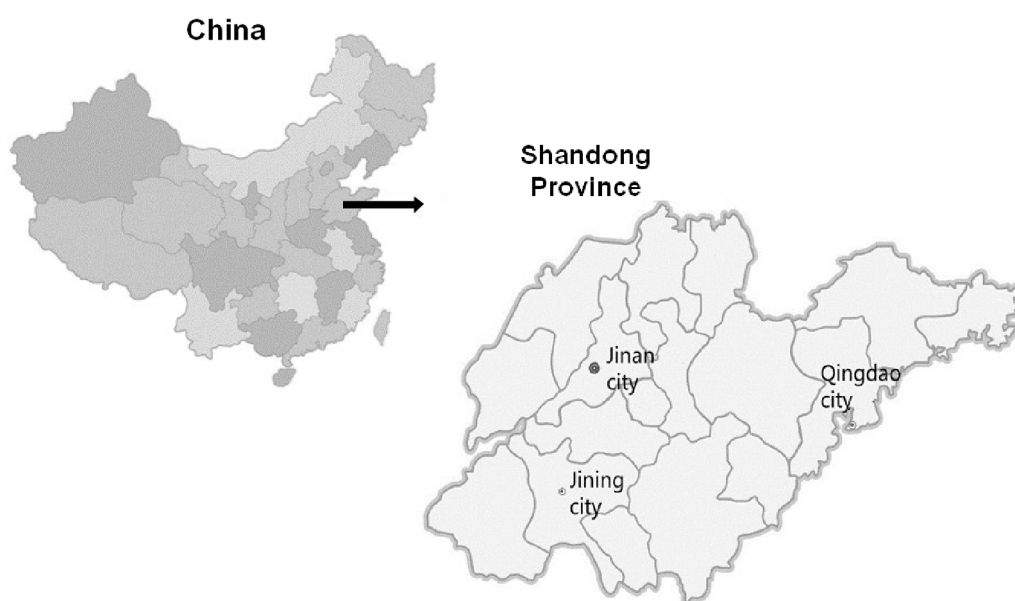 China
Shandong
Province
Jinan
city
Qingdao
city
Jining
city